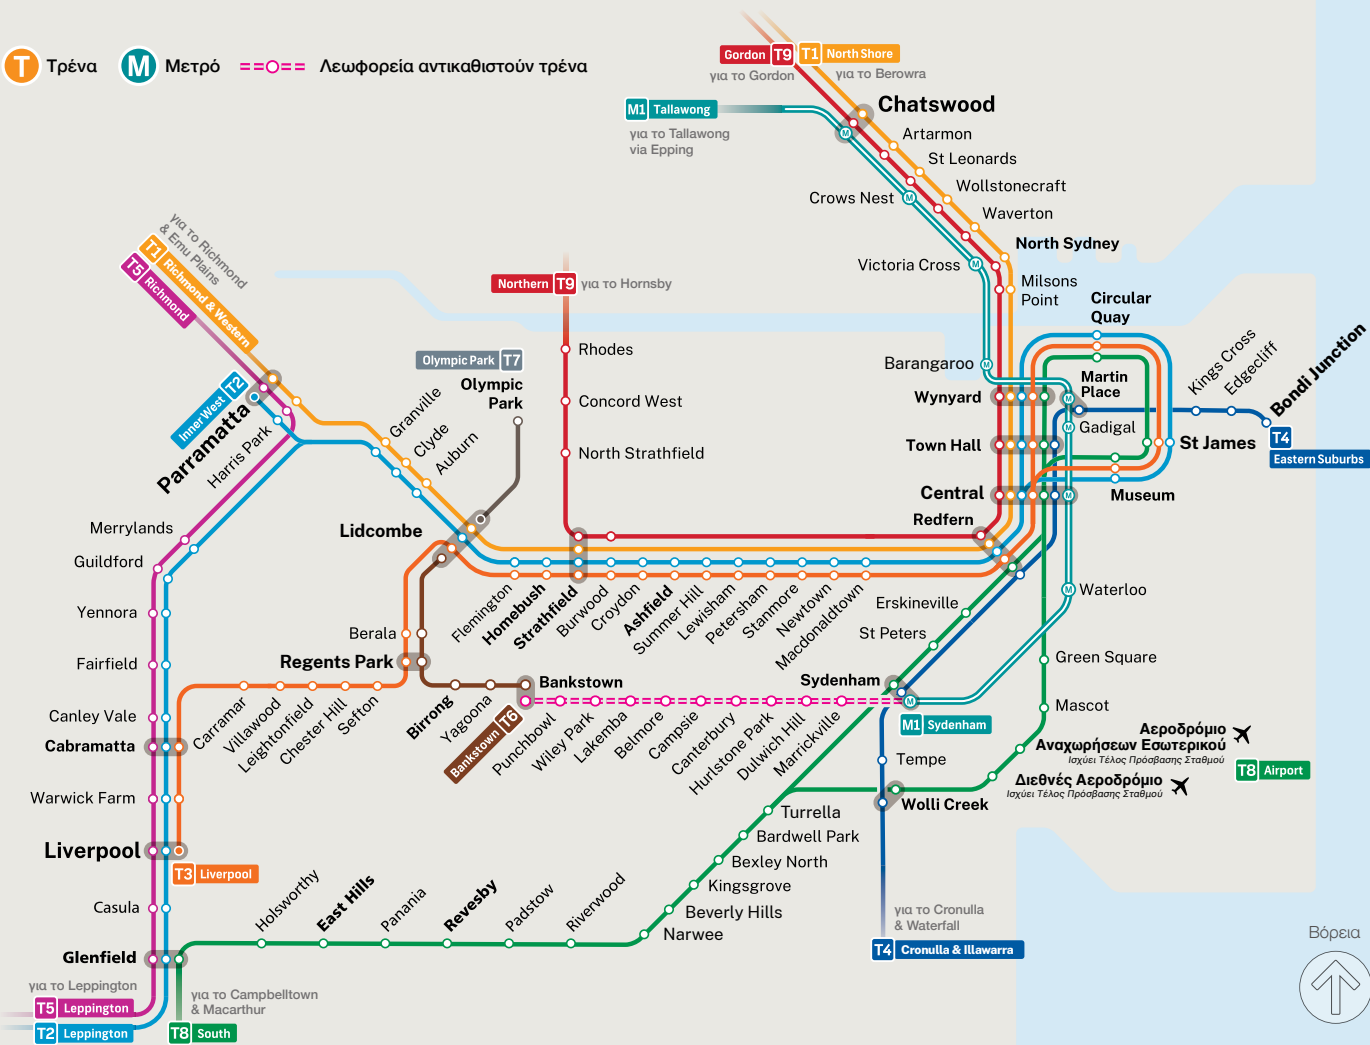 T Τρένα
M Μετρό
Λεωφορεία αντικαθιστούν τρένα
Gordon T9
T1 North Shore
για το Gordon
για το Berowra
M1 Tallawong
για το Tallawong
via Epping
Chatswood
Artarmon
St Leonards
Wollstonecraft
Crows Nest
Waverton
North Sydney
Victoria Cross
Milsons
Point
για το Richmond
& Emu Plains
T1 Richmond & Western
T5 Richmond
Northern T9
για το Hornsby
Circular
Quay
Rhodes
Olympic Park T7
Olympic
Park
Concord West
North Strathfield
Barangaroo
Wynyard
Martin
Place
Kings Cross
Edgecliff
Bondi Junction
T4
Eastern Suburbs
Gadigal
Town Hall
St James
Central
Museum
Redfern
Inner West T2
Parramatta
Harris Park
Granville
Clyde
Auburn
Lidcombe
Merrylands
Guildford
Yennora
Fairfield
Canley Vale
Cabramatta
Warwick Farm
Liverpool
T3 Liverpool
Casula
Glenfield
Berala
Regents Park
Flemington
Homebush
Strathfield
Burwood
Croydon
Ashfield
Summer Hill
Lewisham
Petersham
Stanmore
Newtown
Macdonaldtown
Erskineville
St Peters
Waterloo
Green Square
Sydenham
Mascot
Bankstown
M1 Sydenham
Carramar
Villawood
Leightonfield
Chester Hill
Sefton
Birrong
Yagoona
Bankstown T6
Punchbowl
Wiley Park
Lakemba
Belmore
Campsie
Canterbury
Hurlstone Park
Dulwich Hill
Marrickville
Αεροδρόμιο
Αναχωρήσεων Εσωτερικού
Ισχύει Τέλος Πρόσβασης Σταθμού
T8 Airport
Διεθνές Αεροδρόμιο
Ισχύει Τέλος Πρόσβασης Σταθμού
Tempe
Wolli Creek
Turrella
Bardwell Park
Bexley North
Kingsgrove
Beverly Hills
Narwee
Holsworthy
East Hills
Panania
Revesby
Padstow
Riverwood
για το Cronulla
& Waterfall
T4 Cronulla & Illawarra
για το Leppington
T5 Leppington
T2 Leppington
για το Campbelltown
& Macarthur
T8 South
Βόρεια